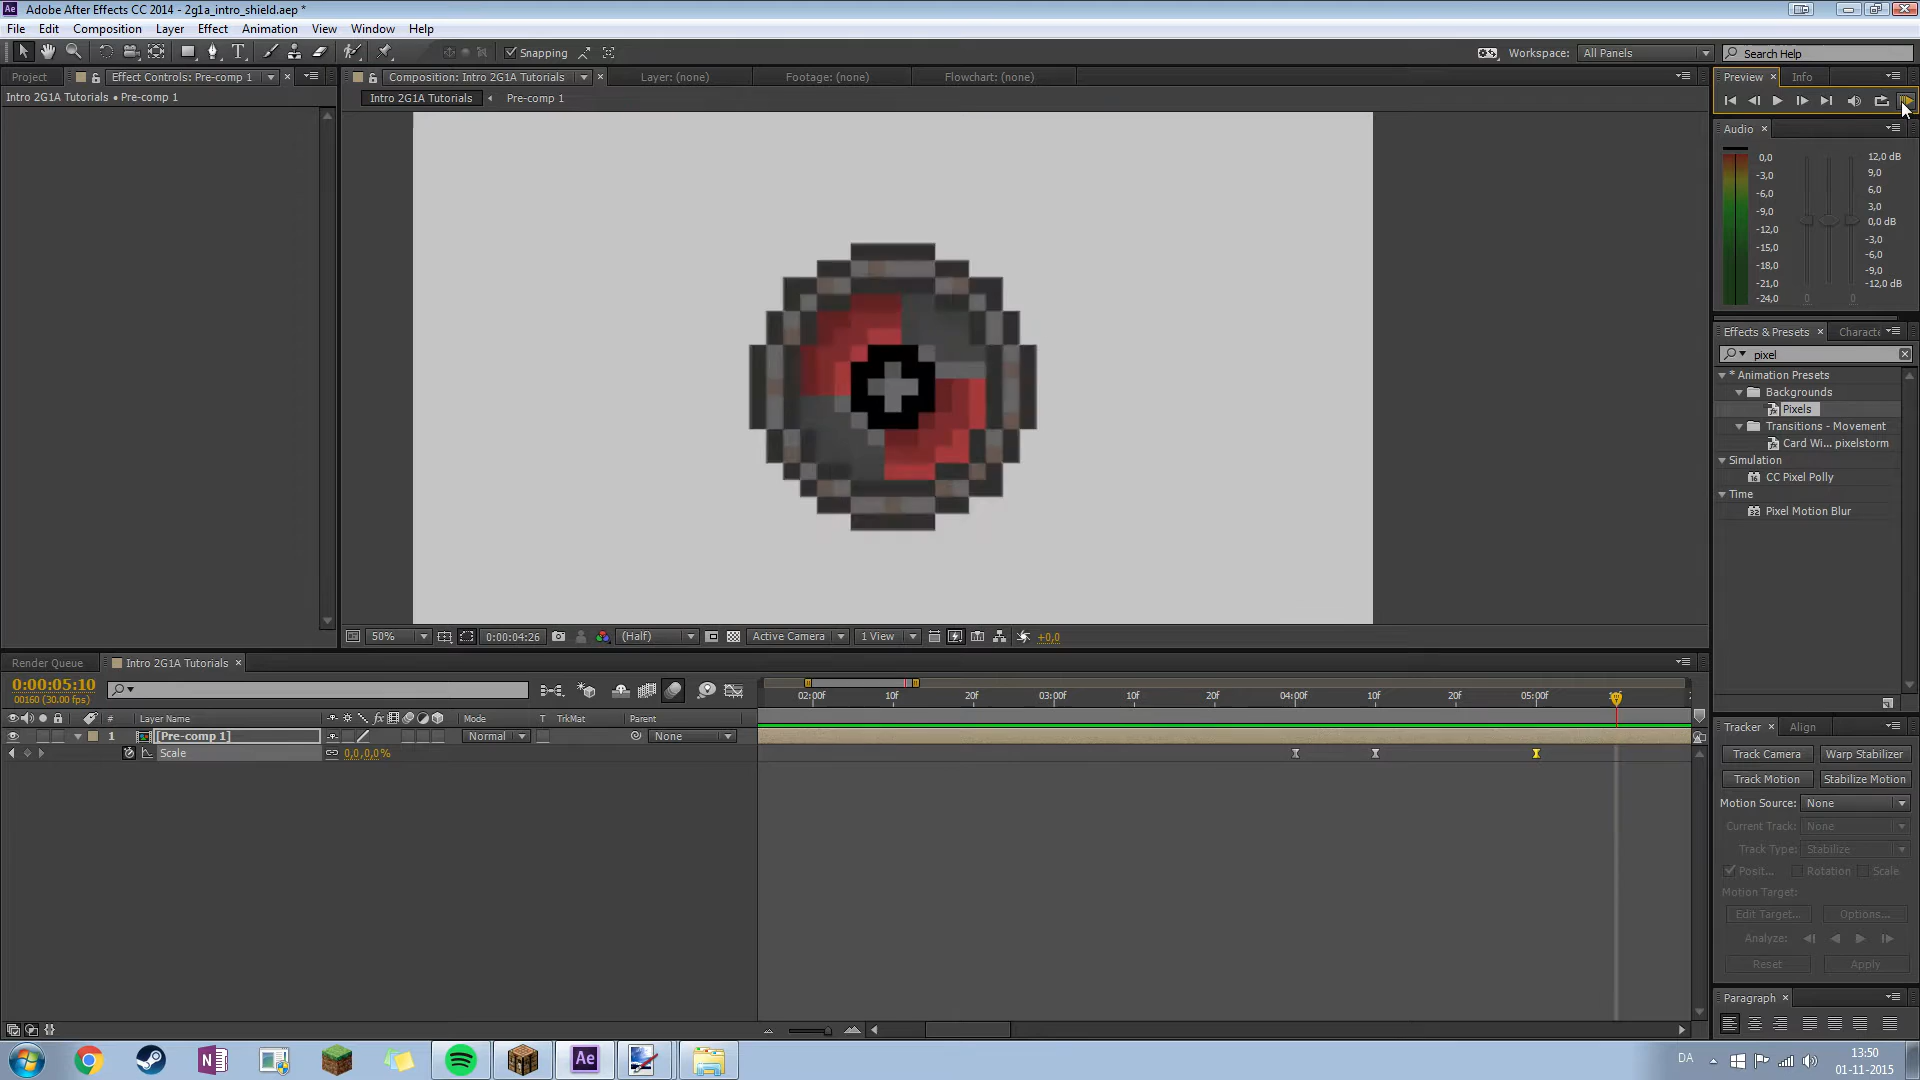 Adobe After Effects CC 2014 - 2g1a_intro_shield.aep *
File Edit Composition Layer Effect Animation View Window Help
Snapping
Workspace: All Panels
Search Help
Project
Effect Controls: Pre-comp 1
Composition: Intro 2G1A Tutorials
Layer: (none)
Footage: (none)
Flowchart: (none)
Preview
Info
Intro 2G1A Tutorials • Pre-comp 1
Intro 2G1A Tutorials
Pre-comp 1
Audio
0,0
-3,0
-6,0
-9,0
-12,0
-15,0
-18,0
-21,0
-24,0
12,0 dB
9,0
6,0
3,0
0,0 dB
-3,0
-6,0
-9,0
-12,0 dB
0 0
Effects & Presets
Characte
pixel
* Animation Presets
Backgrounds
Pixels
Transitions - Movement
Card Wi... pixelstorm
Simulation
CC Pixel Polly
Time
Pixel Motion Blur
50%
0:00:04:26
(Half)
Active Camera
1 View
+0,0
Render Queue
Intro 2G1A Tutorials
0:00:05:10
00160 (30.00 fps)
02:00f 10f 20f 03:00f 10f 20f 04:00f 10f 20f 05:00f
# Layer Name
Mode
T TrkMat
Parent
1 [Pre-comp 1]
Normal
None
Scale
0,0,0,0%
Tracker
Align
Track Camera
Warp Stabilizer
Track Motion
Stabilize Motion
Motion Source: None
Current Track: None
Track Type: Stabilize
Posit... Rotation Scale
Motion Target:
Edit Target...
Options...
Analyze:
Reset
Apply
Paragraph
DA
13:50
01-11-2015